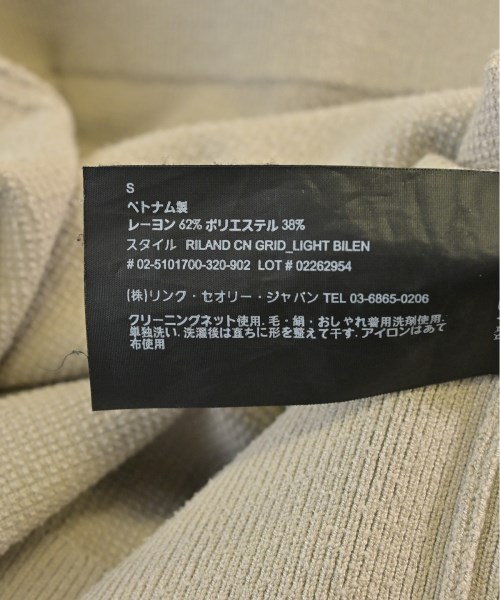 S
ベトナム製
レーヨン 62% ポリエステル 38%
スタイル RILAND CN GRID_LIGHT BILEN
# 02-5101700-320-902 LOT # 02262954
(株)リンク・セオリー・ジャパン TEL 03-6865-0206
クリーニングネット使用. 毛・絹・おしゃれ着用洗剤使用.
単独洗い. 洗濯後は直ちに形を整えて干す. アイロンはあて
布使用